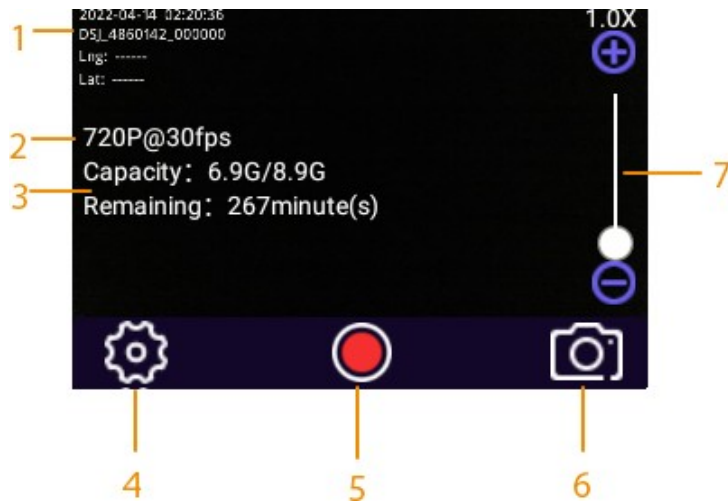 2022-04-14 02:20:36
1.0X
1
DSJ_4860142_000000
Lng: ------
Lat: ------
2
720P@30fps
Capacity: 6.9G/8.9G
7
3
Remaining: 267minute(s)
4
5
6